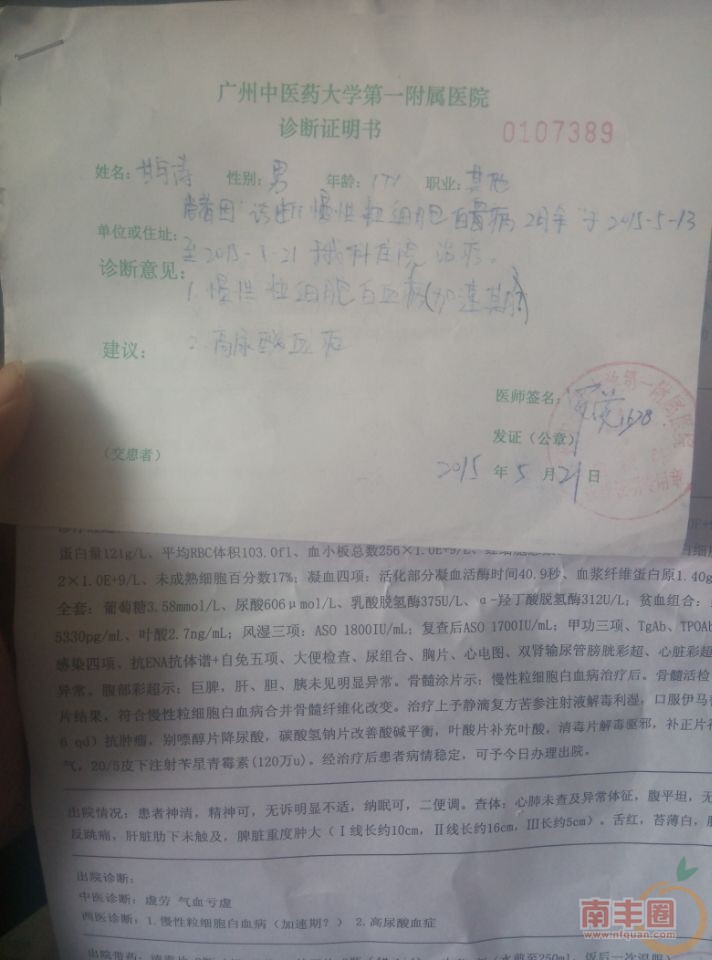 广州中医药大学第一附属医院
诊断证明书
0107389
姓名: 性别: 男 年龄: 职业: 其他
诊断 慢性粒细胞白血病 2月余 于2015-5-13
单位或住址: 至2015-5-21 于我科住院治疗。
诊断意见:
1.慢性粒细胞白血病(加速期?)
建议: 2.高尿酸血症
医师签名:
发证(公章)
(交患者)
2015 年 5 月 21 日
蛋白量121g/L、平均RBC体积103.0fl、血小板总数256×1.0E+9/L、
2×1.0E+9/L、未成熟细胞百分数17%; 凝血四项: 活化部分凝血活酶时间40.9秒、血浆纤维蛋白原1.40g
全套: 葡萄糖3.58mmol/L、尿酸606μmol/L、乳酸脱氢酶375U/L、α-羟丁酸脱氢酶312U/L; 贫血组合:
5330pg/mL、叶酸2.7ng/mL; 风湿三项: ASO 1800IU/mL; 复查后ASO 1700IU/mL; 甲功三项、TgAb、TPOAb
感染四项、抗ENA抗体谱+自免五项、大便检查、尿组合、胸片、心电图、双肾输尿管膀胱彩超、心脏彩超
异常。腹部彩超示: 巨脾, 肝、胆、胰未见明显异常。骨髓涂片示: 慢性粒细胞白血病治疗后。骨髓活检
片结果, 符合慢性粒细胞白血病合并骨髓纤维化改变。治疗上予静滴复方苦参注射液解毒利湿, 口服伊马
6 qd) 抗肿瘤, 别嘌醇片降尿酸, 碳酸氢钠片改善酸碱平衡, 叶酸片补充叶酸, 清毒片解毒驱邪, 补正片
气, 20/5皮下注射苄星青霉素(120万u)。经治疗后患者病情稳定, 可予今日办理出院。
出院情况: 患者神清, 精神可, 无诉明显不适, 纳眠可, 二便调。查体: 心肺未查及异常体征, 腹平坦, 无
反跳痛, 肝脏肋下未触及, 脾脏重度肿大 (Ⅰ线长约10cm, Ⅱ线长约16cm, Ⅲ长约5cm)。舌红, 苔薄白,
出院诊断:
中医诊断: 虚劳 气血亏虚
西医诊断: 1.慢性粒细胞白血病 (加速期? ) 2.高尿酸血症
南丰圈
www.nfquan.com